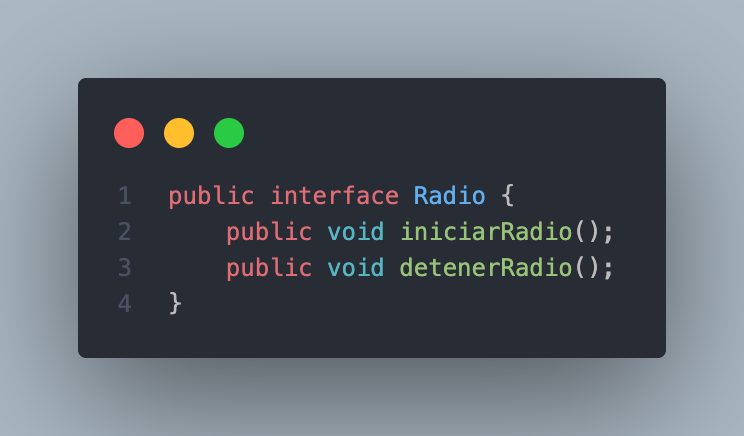 1 public interface Radio {
2 public void iniciarRadio();
3 public void detenerRadio();
4 }